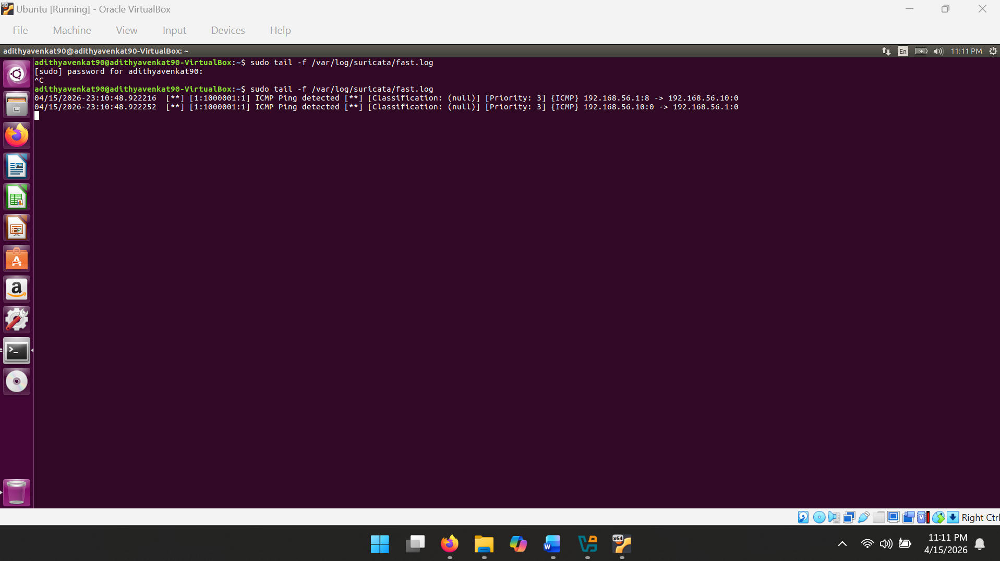 Ubuntu [Running] - Oracle VirtualBox
File Machine View Input Devices Help
adithyavenkat90@adithyavenkat90-VirtualBox: ~
En
11:11 PM
adithyavenkat90@adithyavenkat90-VirtualBox:~$ sudo tail -f /var/log/suricata/fast.log
[sudo] password for adithyavenkat90:
^C
adithyavenkat90@adithyavenkat90-VirtualBox:~$ sudo tail -f /var/log/suricata/fast.log
04/15/2026-23:10:48.922216  [**] [1:1000001:1] ICMP Ping detected [**] [Classification: (null)] [Priority: 3] {ICMP} 192.168.56.1:8 -> 192.168.56.10:0
04/15/2026-23:10:48.922252  [**] [1:1000001:1] ICMP Ping detected [**] [Classification: (null)] [Priority: 3] {ICMP} 192.168.56.10:0 -> 192.168.56.1:0
Right Ctrl
x64
11:11 PM
4/15/2026